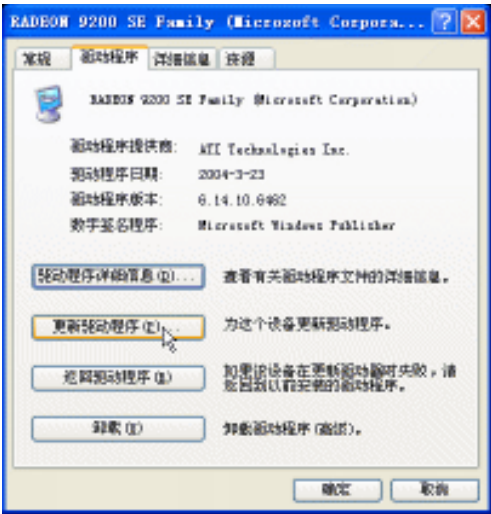 RADEON 9200 SE Family (Microsoft Corpora...
常规 驱动程序 详细信息 资源
RADEON 9200 SE Family (Microsoft Corporation)
驱动程序提供商: ATI Technologies Inc.
驱动程序日期: 2004-3-23
驱动程序版本: 6.14.10.6462
数字签名程序: Microsoft Windows Publisher
驱动程序详细信息(D)... 查看有关驱动程序文件的详细信息。
更新驱动程序(P)... 为这个设备更新驱动程序。
返回驱动程序(R) 如果该设备在更新驱动器时失败，请
返回到以前安装的驱动程序。
卸载(U) 卸载驱动程序(高级)。
确定 取消